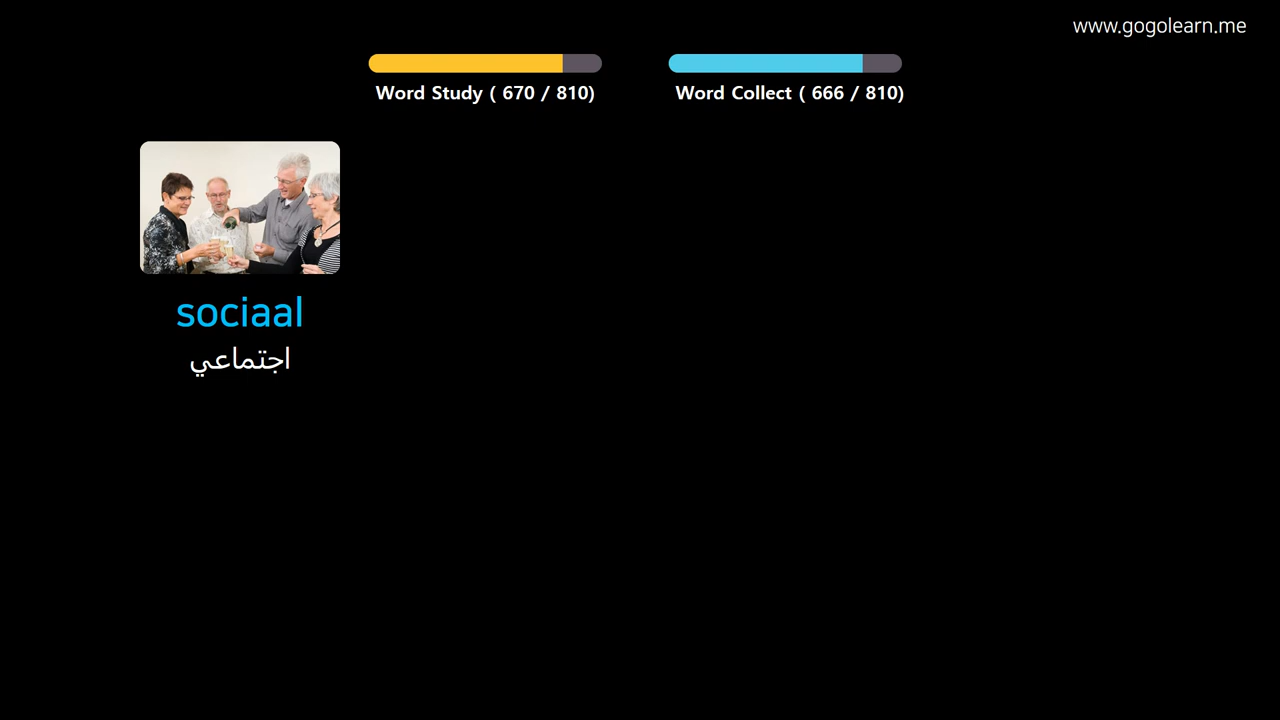 www.gogolearn.me
Word Study ( 670 / 810)
Word Collect ( 666 / 810)
sociaal
اجتماعي